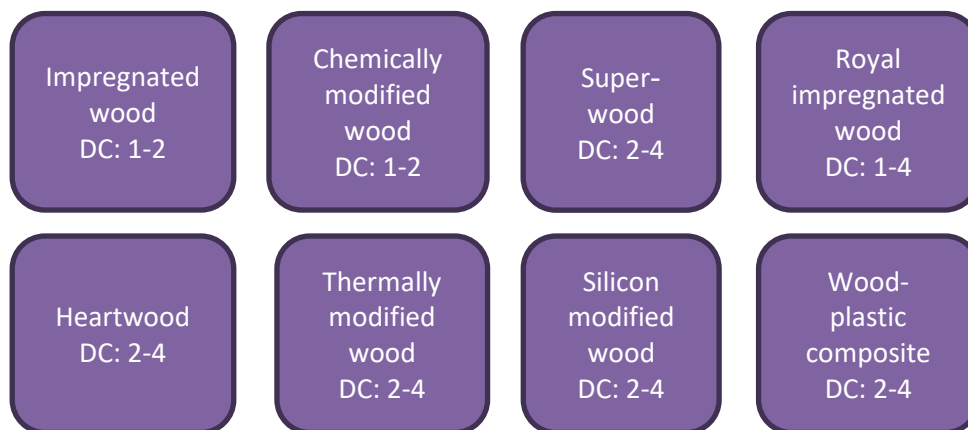 Impregnated
wood
DC: 1-2
Chemically
modified
wood
DC: 1-2
Super-
wood
DC: 2-4
Royal
impregnated
wood
DC: 1-4
Heartwood
DC: 2-4
Thermally
modified
wood
DC: 2-4
Silicon
modified
wood
DC: 2-4
Wood-
plastic
composite
DC: 2-4